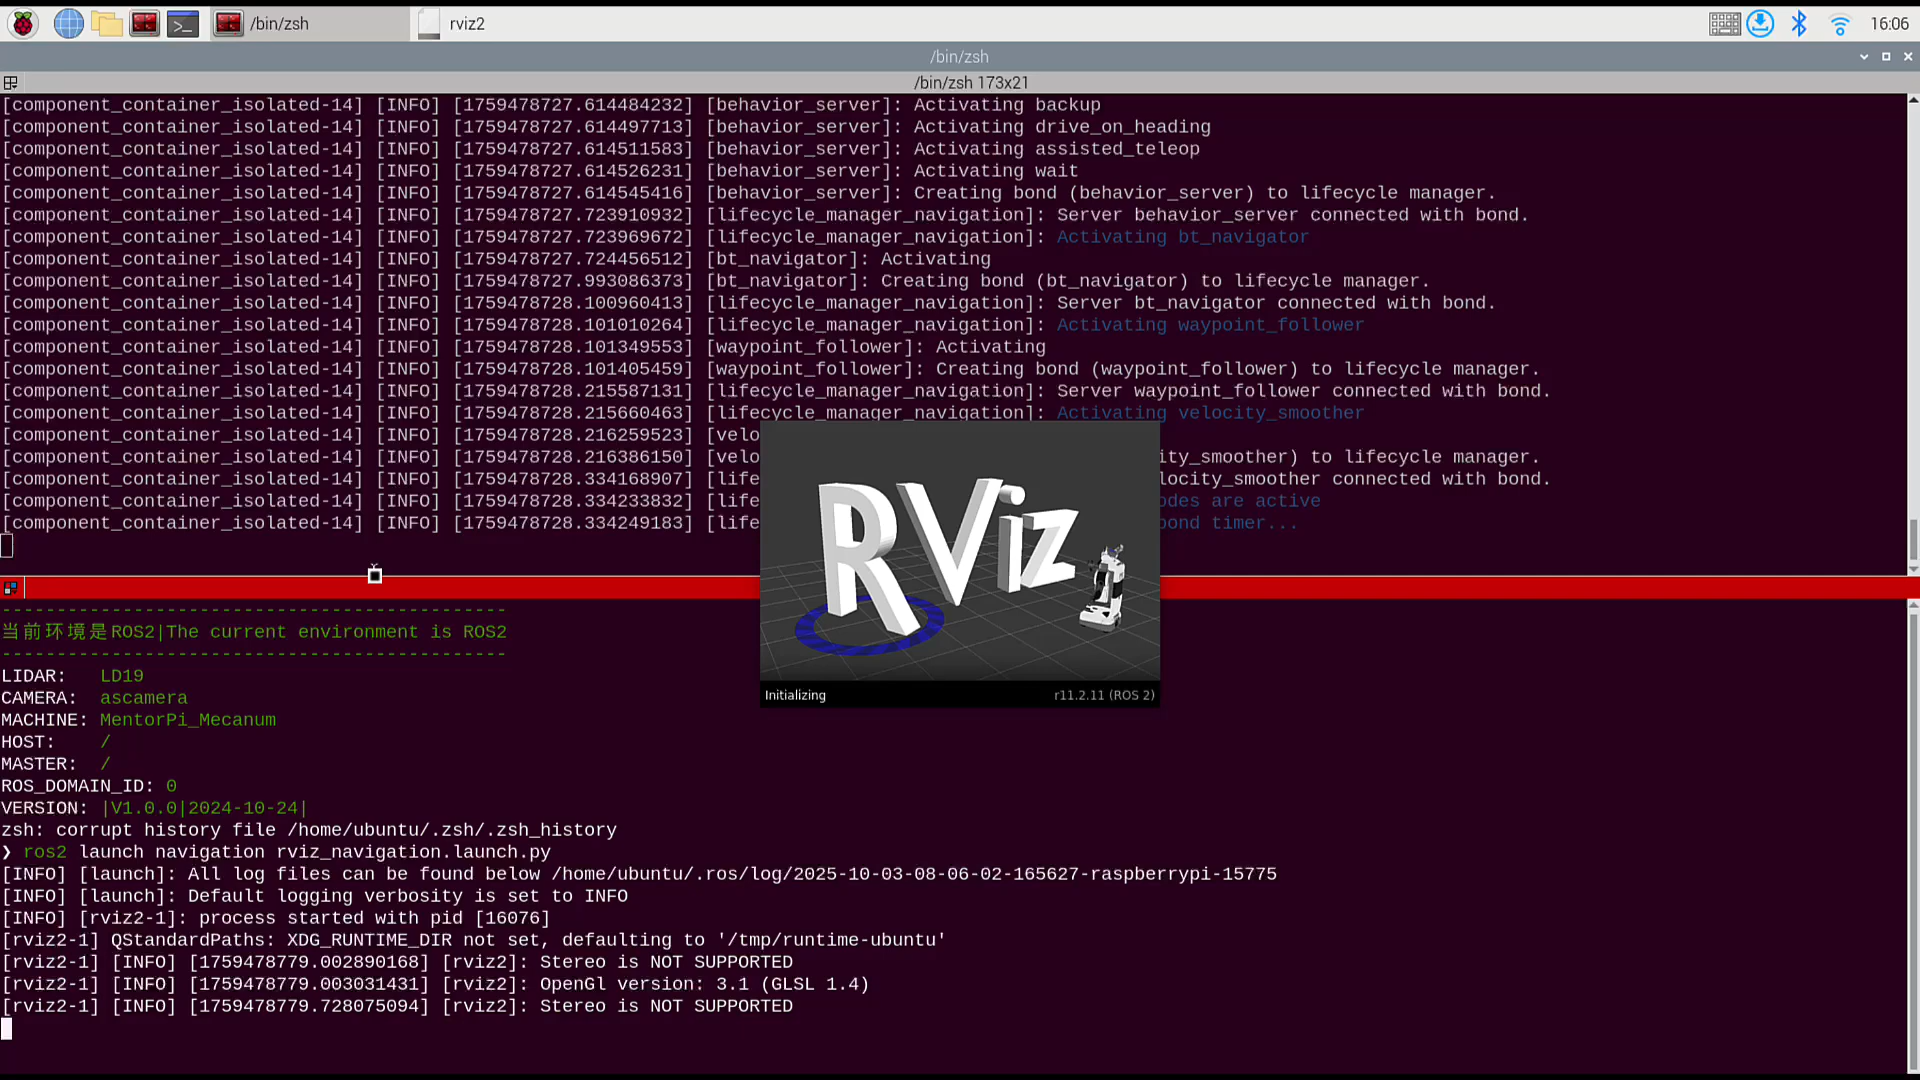 /bin/zsh
rviz2
16:06
/bin/zsh
/bin/zsh 173x21
[component_container_isolated-14] [INFO] [1759478727.614484232] [behavior_server]: Activating backup
[component_container_isolated-14] [INFO] [1759478727.614497713] [behavior_server]: Activating drive_on_heading
[component_container_isolated-14] [INFO] [1759478727.614511583] [behavior_server]: Activating assisted_teleop
[component_container_isolated-14] [INFO] [1759478727.614526231] [behavior_server]: Activating wait
[component_container_isolated-14] [INFO] [1759478727.614545416] [behavior_server]: Creating bond (behavior_server) to lifecycle manager.
[component_container_isolated-14] [INFO] [1759478727.723910932] [lifecycle_manager_navigation]: Server behavior_server connected with bond.
[component_container_isolated-14] [INFO] [1759478727.723969672] [lifecycle_manager_navigation]: Activating bt_navigator
[component_container_isolated-14] [INFO] [1759478727.724456512] [bt_navigator]: Activating
[component_container_isolated-14] [INFO] [1759478727.993086373] [bt_navigator]: Creating bond (bt_navigator) to lifecycle manager.
[component_container_isolated-14] [INFO] [1759478728.100960413] [lifecycle_manager_navigation]: Server bt_navigator connected with bond.
[component_container_isolated-14] [INFO] [1759478728.101010264] [lifecycle_manager_navigation]: Activating waypoint_follower
[component_container_isolated-14] [INFO] [1759478728.101349553] [waypoint_follower]: Activating
[component_container_isolated-14] [INFO] [1759478728.101405459] [waypoint_follower]: Creating bond (waypoint_follower) to lifecycle manager.
[component_container_isolated-14] [INFO] [1759478728.215587131] [lifecycle_manager_navigation]: Server waypoint_follower connected with bond.
[component_container_isolated-14] [INFO] [1759478728.215660463] [lifecycle_manager_navigation]: Activating velocity_smoother
[component_container_isolated-14] [INFO] [1759478728.216259523] [velo
[component_container_isolated-14] [INFO] [1759478728.216386150] [velo ity_smoother) to lifecycle manager.
[component_container_isolated-14] [INFO] [1759478728.334168907] [life locity_smoother connected with bond.
[component_container_isolated-14] [INFO] [1759478728.334233832] [life odes are active
[component_container_isolated-14] [INFO] [1759478728.334249183] [life ond timer...
RViz
Initializing r11.2.11 (ROS 2)
-----------------------------------------------
当前环境是ROS2|The current environment is ROS2
-----------------------------------------------
LIDAR: LD19
CAMERA: ascamera
MACHINE: MentorPi_Mecanum
HOST: /
MASTER: /
ROS_DOMAIN_ID: 0
VERSION: |V1.0.0|2024-10-24|
zsh: corrupt history file /home/ubuntu/.zsh/.zsh_history
❯ ros2 launch navigation rviz_navigation.launch.py
[INFO] [launch]: All log files can be found below /home/ubuntu/.ros/log/2025-10-03-08-06-02-165627-raspberrypi-15775
[INFO] [launch]: Default logging verbosity is set to INFO
[INFO] [rviz2-1]: process started with pid [16076]
[rviz2-1] QStandardPaths: XDG_RUNTIME_DIR not set, defaulting to '/tmp/runtime-ubuntu'
[rviz2-1] [INFO] [1759478779.002890168] [rviz2]: Stereo is NOT SUPPORTED
[rviz2-1] [INFO] [1759478779.003031431] [rviz2]: OpenGl version: 3.1 (GLSL 1.4)
[rviz2-1] [INFO] [1759478779.728075094] [rviz2]: Stereo is NOT SUPPORTED